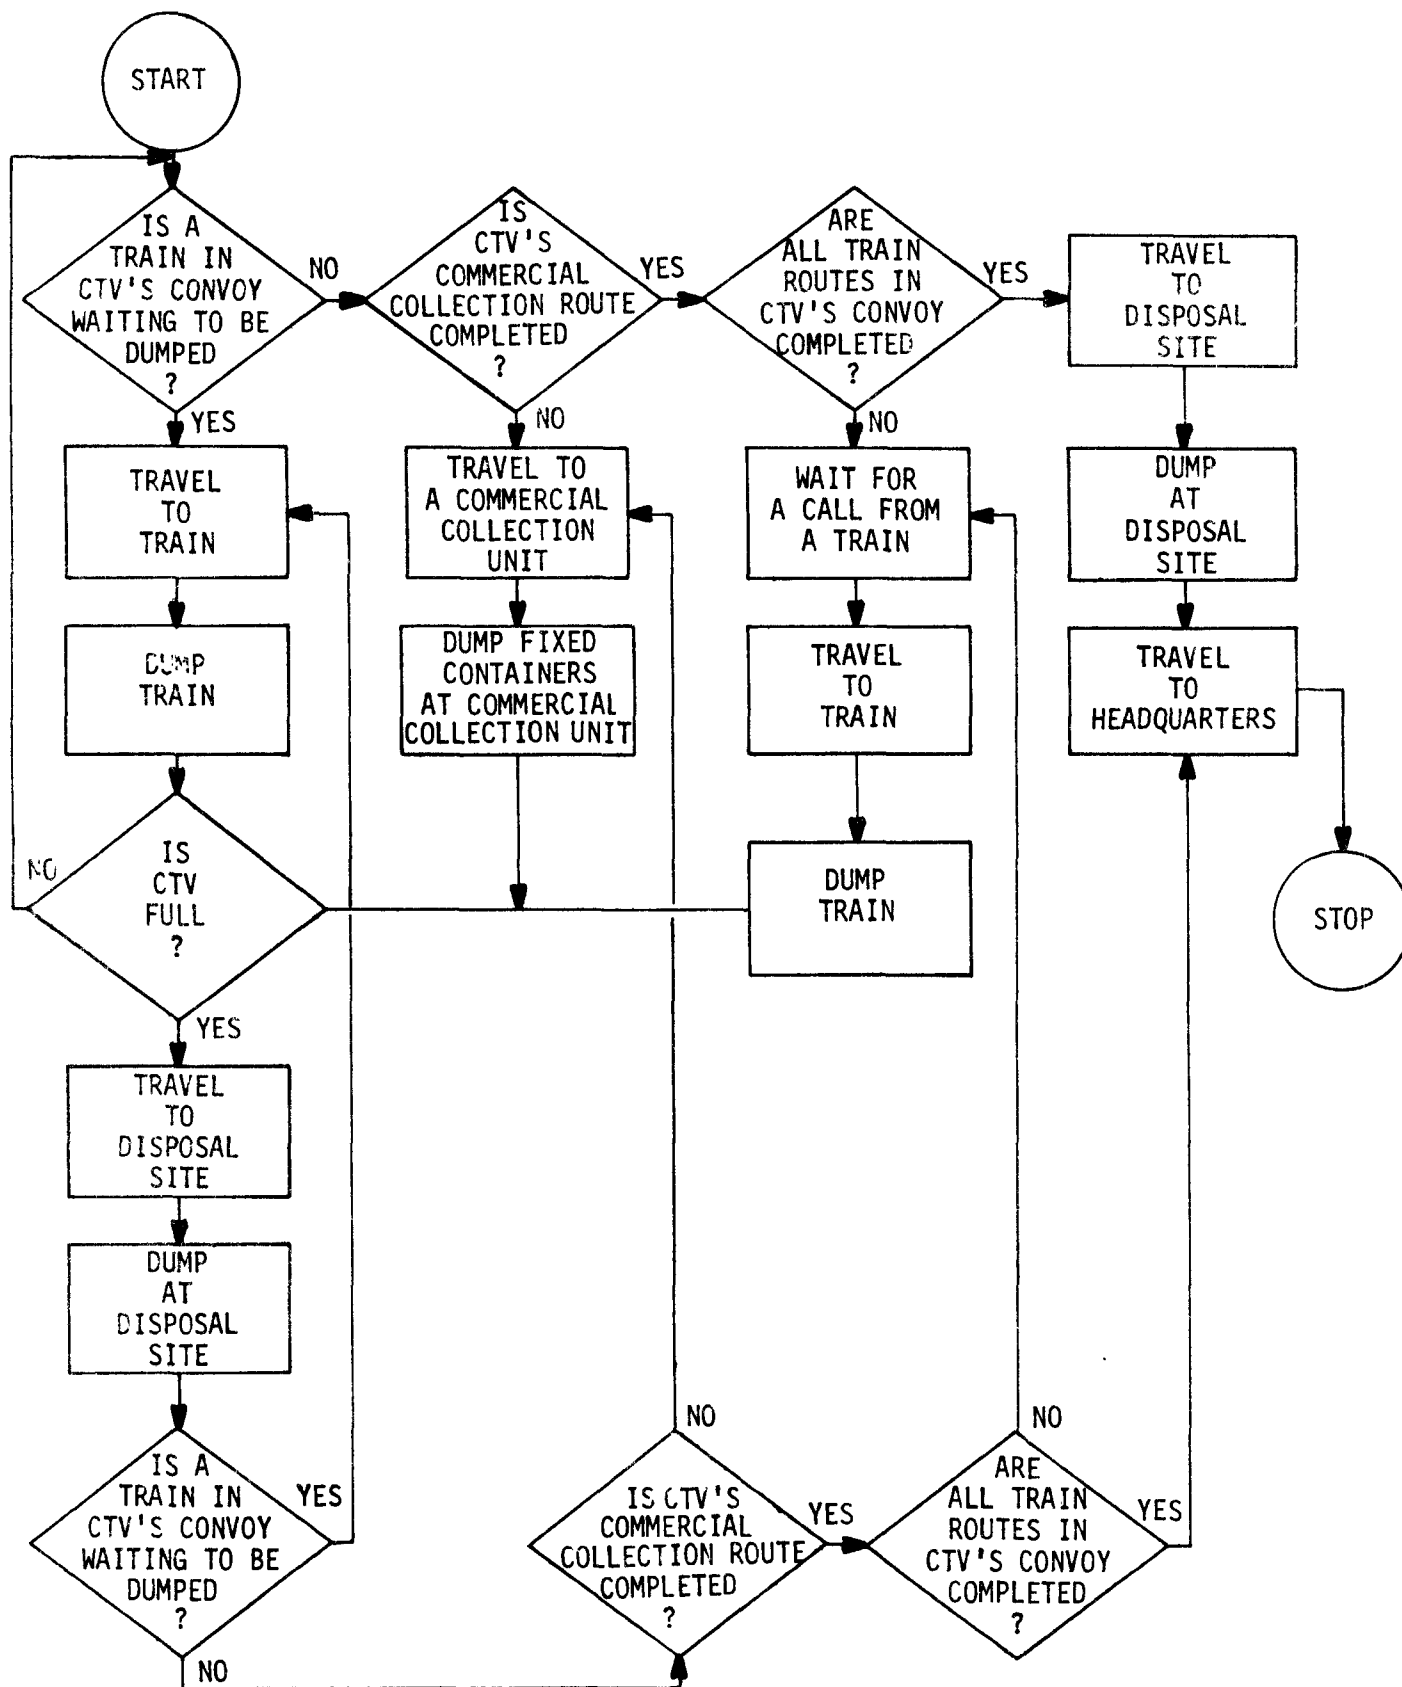 START
IS A
TRAIN IN
CTV'S CONVOY
WAITING TO BE
DUMPED
?
NO
IS
CTV'S
COMMERCIAL
COLLECTION ROUTE
COMPLETED
?
YES
ARE
ALL TRAIN
ROUTES IN
CTV'S CONVOY
COMPLETED
?
YES
TRAVEL
TO
DISPOSAL
SITE
YES
NO
NO
TRAVEL
TO
TRAIN
TRAVEL TO
A COMMERCIAL
COLLECTION
UNIT
WAIT FOR
A CALL FROM
A TRAIN
DUMP
AT
DISPOSAL
SITE
DUMP
TRAIN
DUMP FIXED
CONTAINERS
AT COMMERCIAL
COLLECTION UNIT
TRAVEL
TO
TRAIN
TRAVEL
TO
HEADQUARTERS
NO
IS
CTV
FULL
?
DUMP
TRAIN
STOP
YES
TRAVEL
TO
DISPOSAL
SITE
DUMP
AT
DISPOSAL
SITE
IS A
TRAIN IN
CTV'S CONVOY
WAITING TO BE
DUMPED
?
YES
NO
NO
IS CTV'S
COMMERCIAL
COLLECTION ROUTE
COMPLETED
?
YES
NO
ARE
ALL TRAIN
ROUTES IN
CTV'S CONVOY
COMPLETED
?
YES